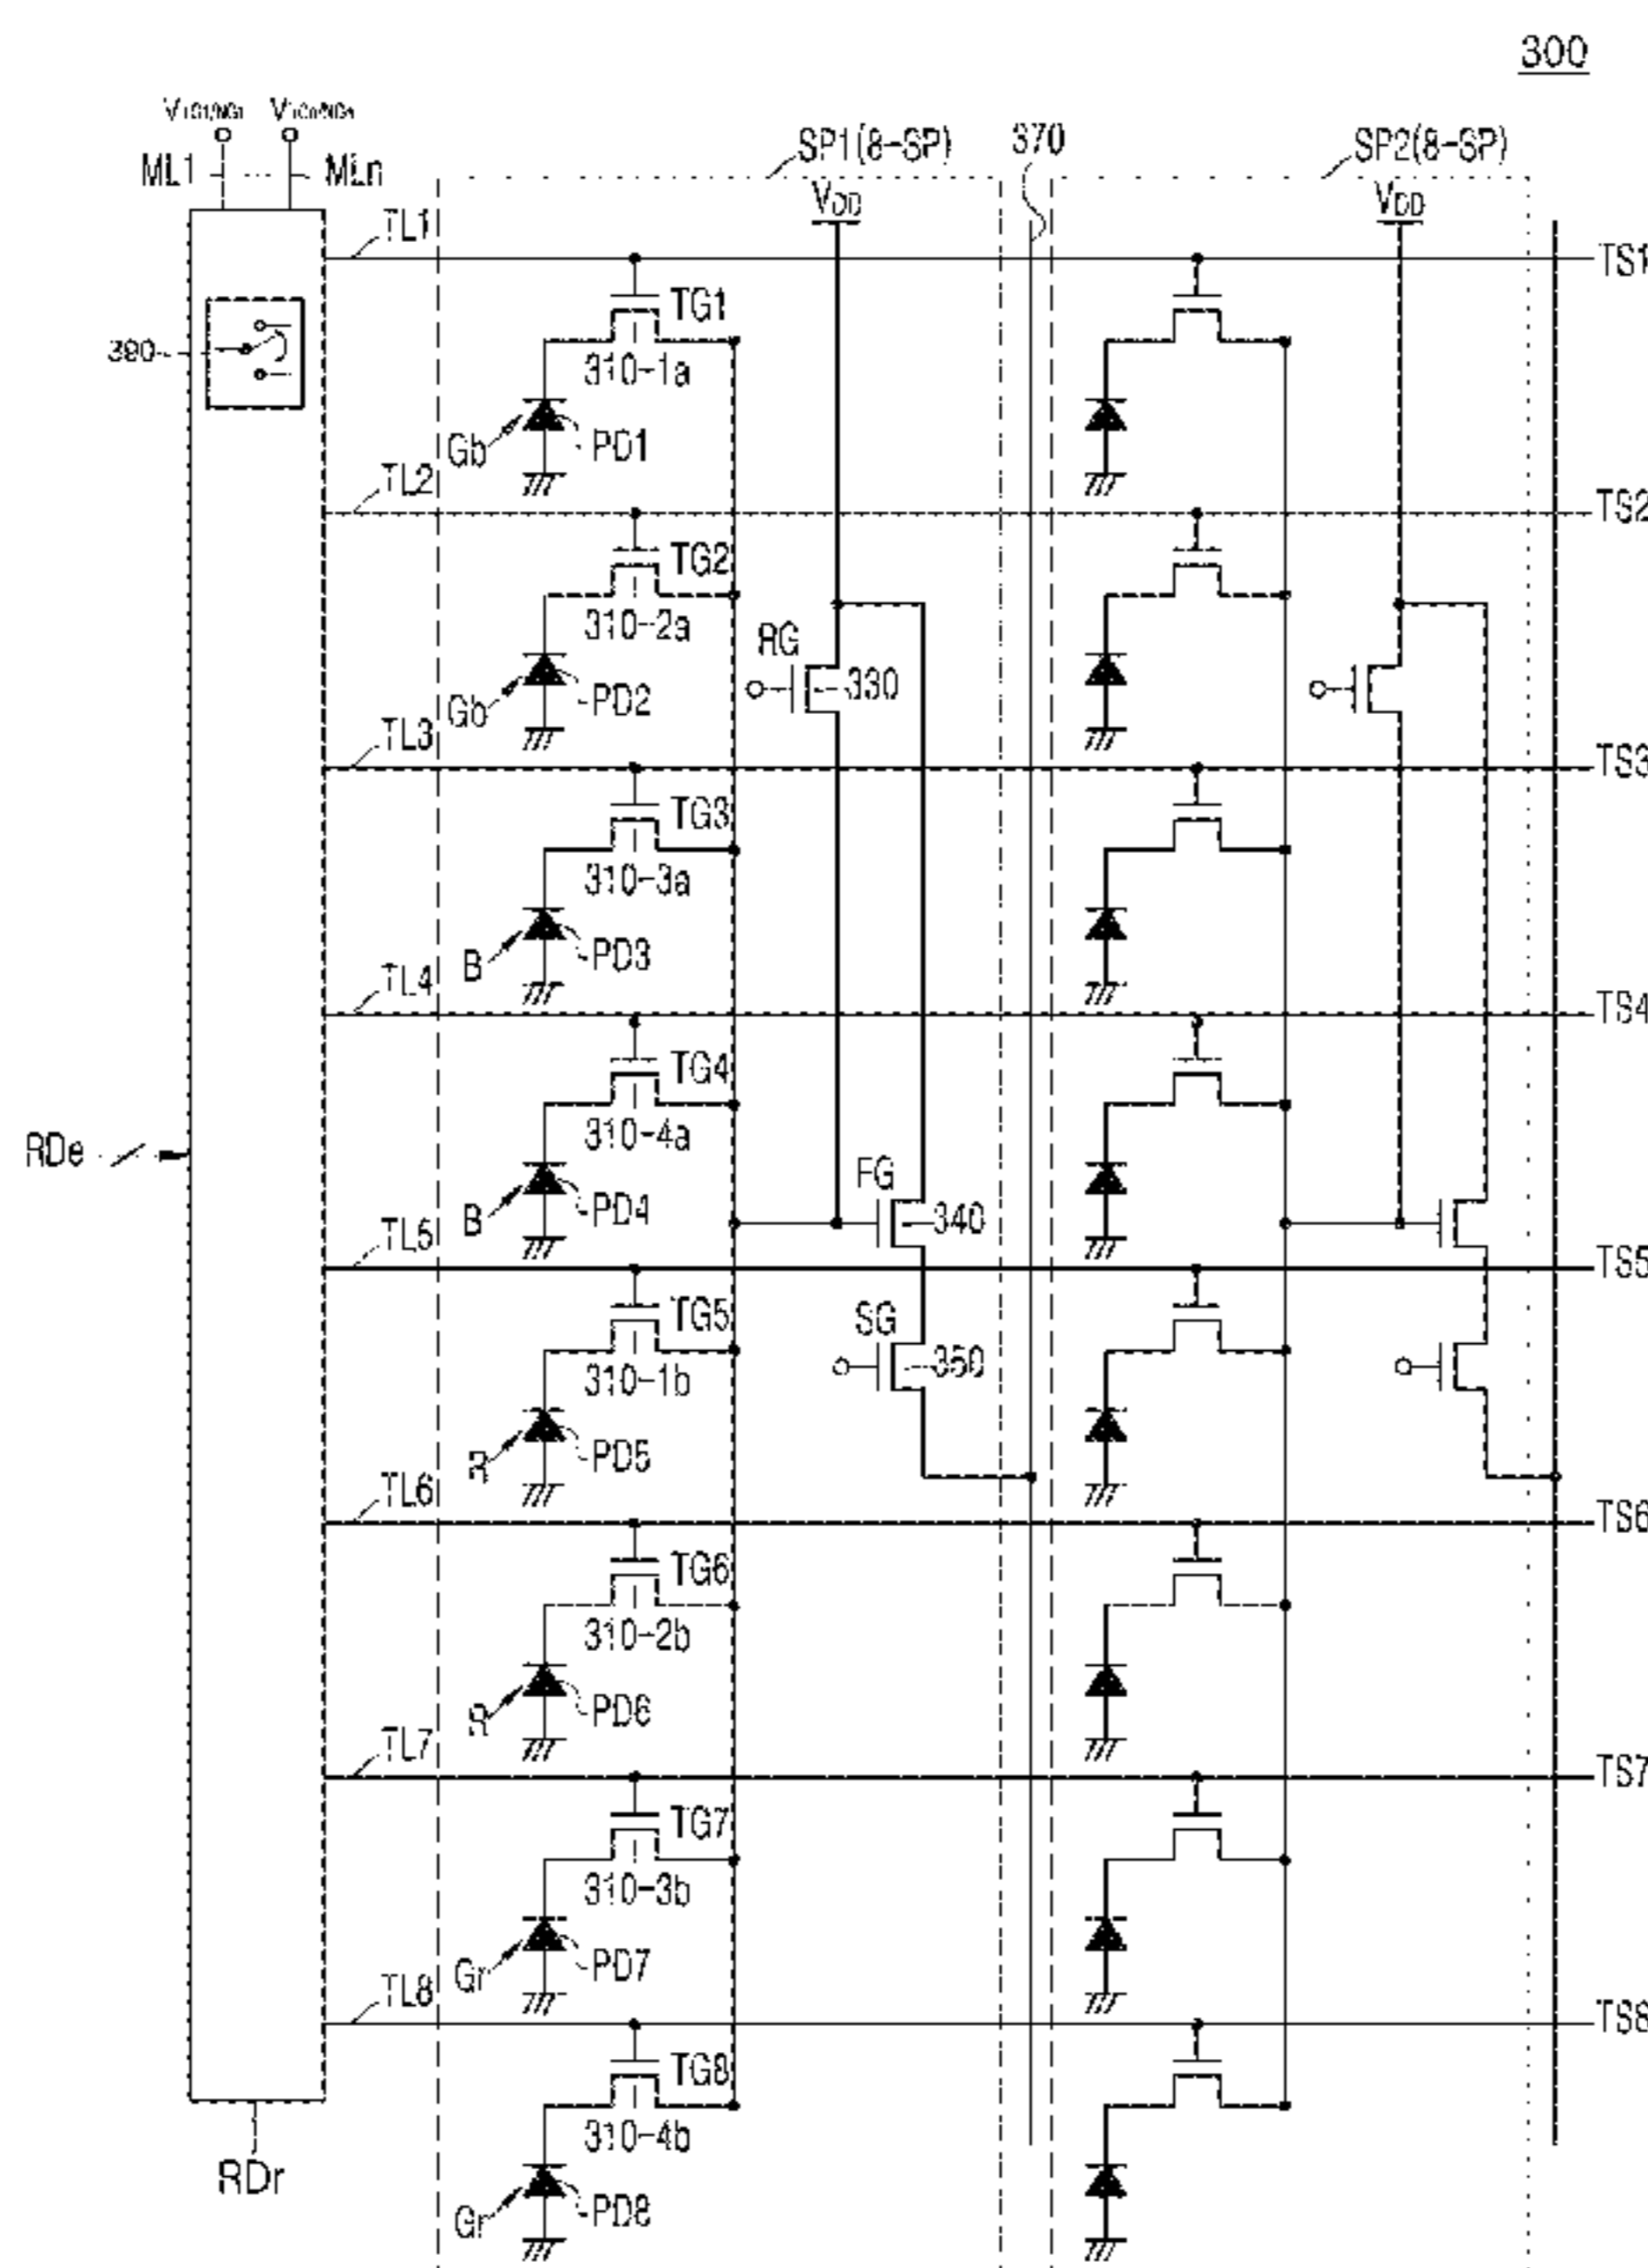 300
SP1(8-SP)
370
SP2(8-SP)
ML1
MLn
VDD
VDD
TL1
TS1
TG1
380
310-1a
Gb
PD1
TL2
TS2
TG2
310-2a
RG
330
Gb
PD2
TL3
TS3
TG3
310-3a
B
PD3
TL4
TS4
TG4
310-4a
RDe
FG
B
PD4
340
TL5
TS5
TG5
SG
310-1b
350
R
PD5
TL6
TS6
TG6
310-2b
R
PD6
TL7
TS7
TG7
310-3b
Gr
PD7
TL8
TS8
TG8
310-4b
RDr
Gr
PD8